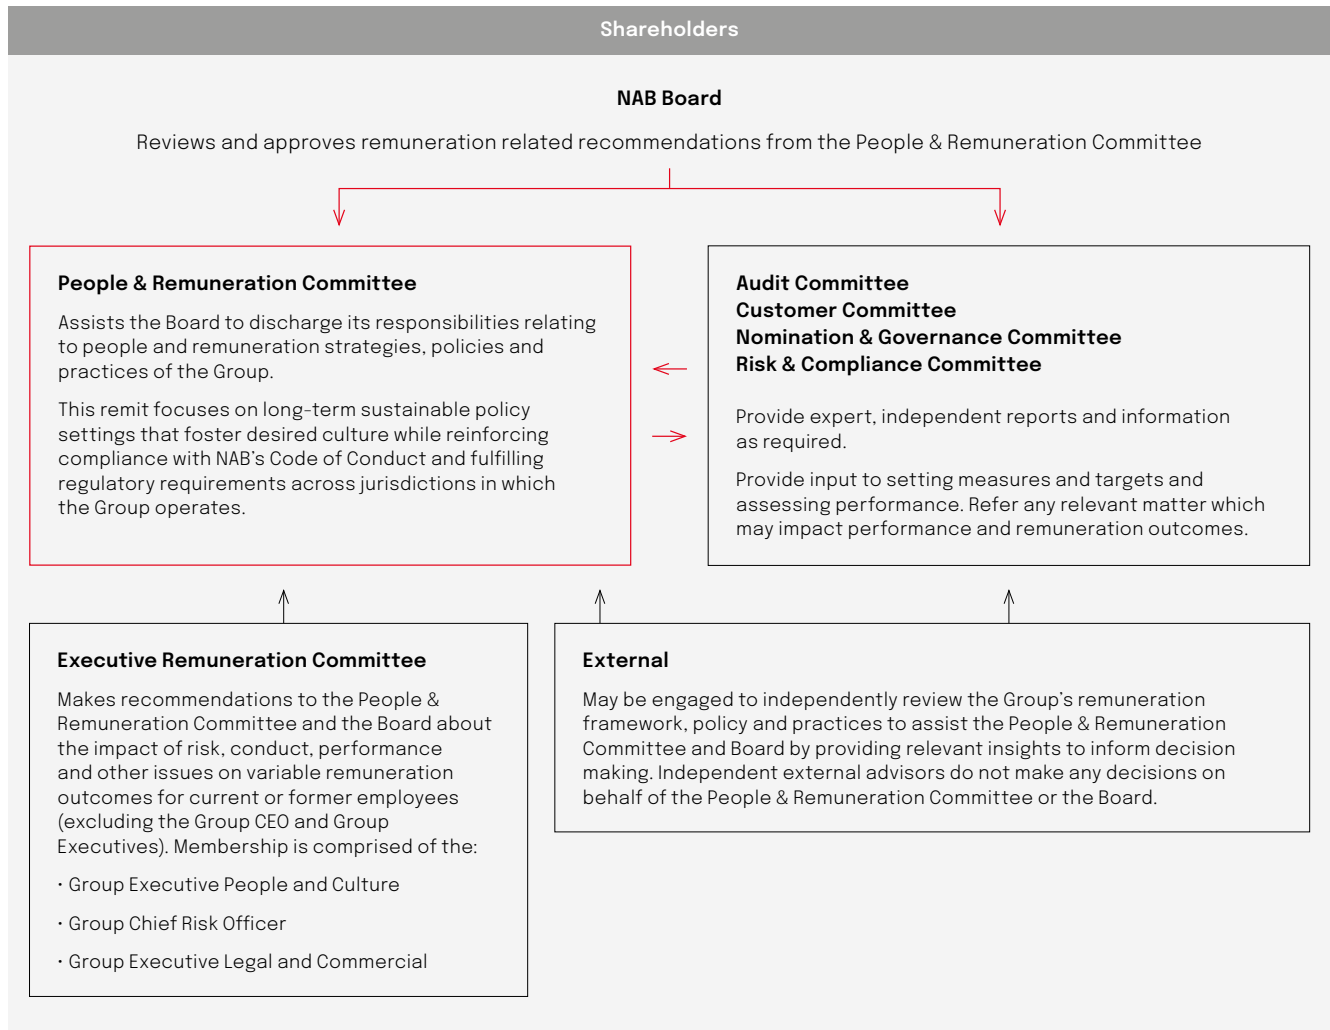 Shareholders
NAB Board
Reviews and approves remuneration related recommendations from the People & Remuneration Committee
People & Remuneration Committee
Assists the Board to discharge its responsibilities relating
to people and remuneration strategies, policies and
practices of the Group.
This remit focuses on long-term sustainable policy
settings that foster desired culture while reinforcing
compliance with NAB's Code of Conduct and fulfilling
regulatory requirements across jurisdictions in which
the Group operates.
Audit Committee
Customer Committee
Nomination & Governance Committee
Risk & Compliance Committee
Provide expert, independent reports and information
as required.
Provide input to setting measures and targets and
assessing performance. Refer any relevant matter which
may impact performance and remuneration outcomes.
Executive Remuneration Committee
Makes recommendations to the People &
Remuneration Committee and the Board about
the impact of risk, conduct, performance
and other issues on variable remuneration
outcomes for current or former employees
(excluding the Group CEO and Group
Executives). Membership is comprised of the:
• Group Executive People and Culture
• Group Chief Risk Officer
• Group Executive Legal and Commercial
External
May be engaged to independently review the Group's remuneration
framework, policy and practices to assist the People & Remuneration
Committee and Board by providing relevant insights to inform decision
making. Independent external advisors do not make any decisions on
behalf of the People & Remuneration Committee or the Board.